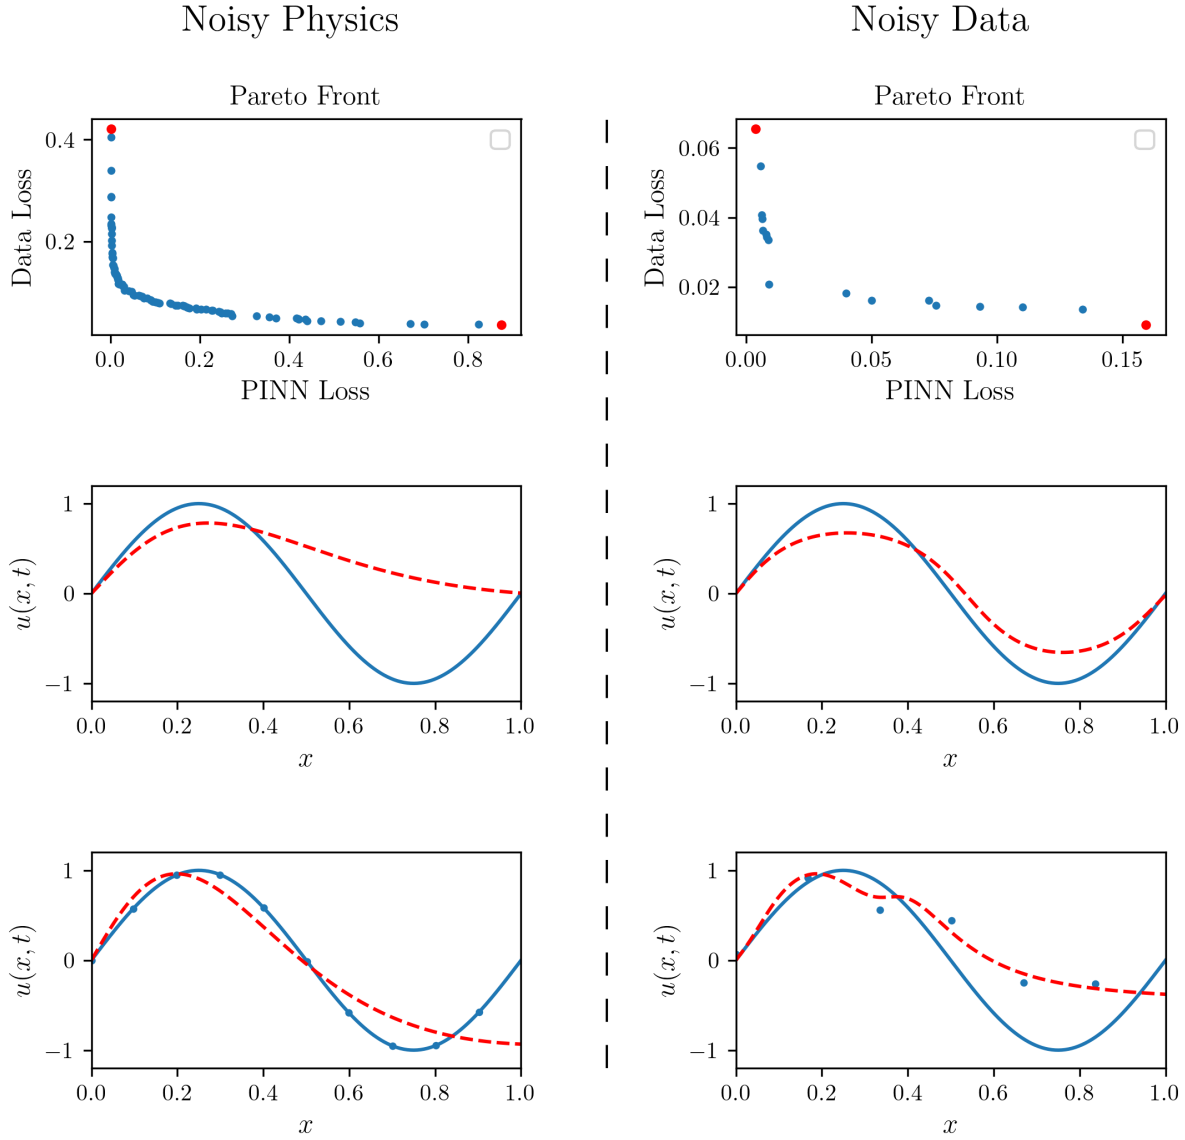 Noisy Physics
Pareto Front
0.4
0.2
Data Loss
0.0 0.2 0.4 0.6 0.8
PINN Loss
1
0
−1
u(x, t)
0.0 0.2 0.4 0.6 0.8 1.0
x
1
0
−1
u(x, t)
0.0 0.2 0.4 0.6 0.8 1.0
x
Noisy Data
Pareto Front
0.06
0.04
0.02
Data Loss
0.00 0.05 0.10 0.15
PINN Loss
1
0
−1
u(x, t)
0.0 0.2 0.4 0.6 0.8 1.0
x
1
0
−1
u(x, t)
0.0 0.2 0.4 0.6 0.8 1.0
x